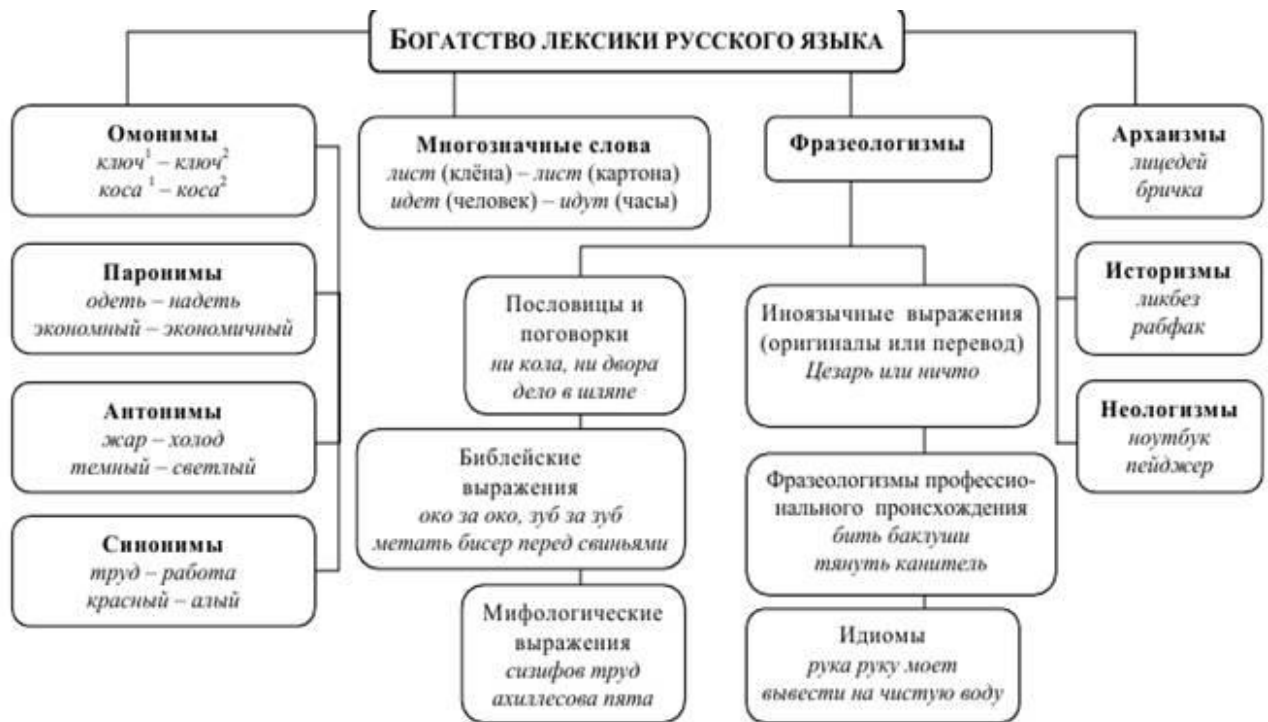 БОГАТСТВО ЛЕКСИКИ РУССКОГО ЯЗЫКА
Омонимы
ключ¹ – ключ²
коса ¹ – коса²
Паронимы
одеть – надеть
экономный – экономичный
Антонимы
жар – холод
темный – светлый
Синонимы
труд – работа
красный – алый
Многозначные слова
лист (клёна) – лист (картона)
идет (человек) – идут (часы)
Фразеологизмы
Пословицы и
поговорки
ни кола, ни двора
дело в шляпе
Библейские
выражения
око за око, зуб за зуб
метать бисер перед свиньями
Мифологические
выражения
сизифов труд
ахиллесова пята
Иноязычные выражения
(оригиналы или перевод)
Цезарь или ничто
Фразеологизмы профессио-
нального происхождения
бить баклуши
тянуть канитель
Идиомы
рука руку моет
вывести на чистую воду
Архаизмы
лицедей
бричка
Историзмы
ликбез
рабфак
Неологизмы
ноутбук
пейджер